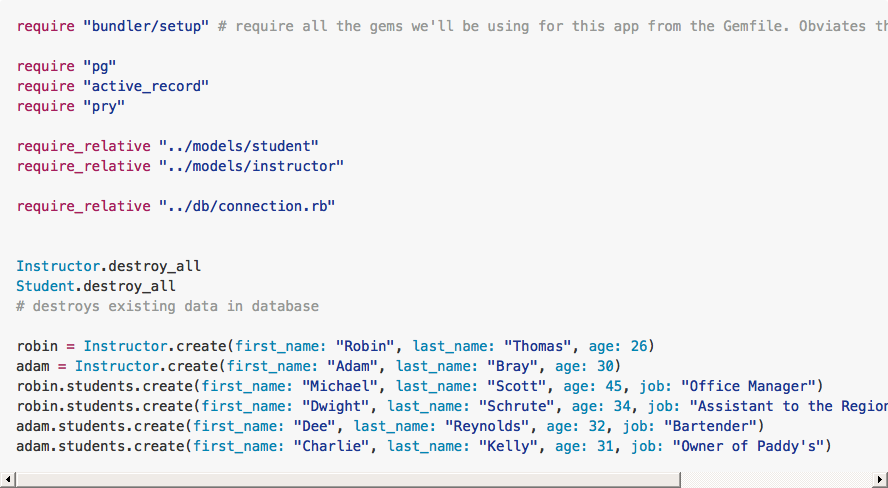 require "bundler/setup" # require all the gems we'll be using for this app from the Gemfile. Obviates
require "pg"
require "active_record"
require "pry"
require_relative "../models/student"
require_relative "../models/instructor"
require_relative "../db/connection.rb"
Instructor.destroy_all
Student.destroy_all
# destroys existing data in database
robin = Instructor.create(first_name: "Robin", last_name: "Thomas", age: 26)
adam = Instructor.create(first_name: "Adam", last_name: "Bray", age: 30)
robin.students.create(first_name: "Michael", last_name: "Scott", age: 45, job: "Office Manager")
robin.students.create(first_name: "Dwight", last_name: "Schrute", age: 34, job: "Assistant to the
adam.students.create(first_name: "Dee", last_name: "Reynolds", age: 32, job: "Bartender")
adam.students.create(first_name: "Charlie", last_name: "Kelly", age: 31, job: "Owner of Paddy's")